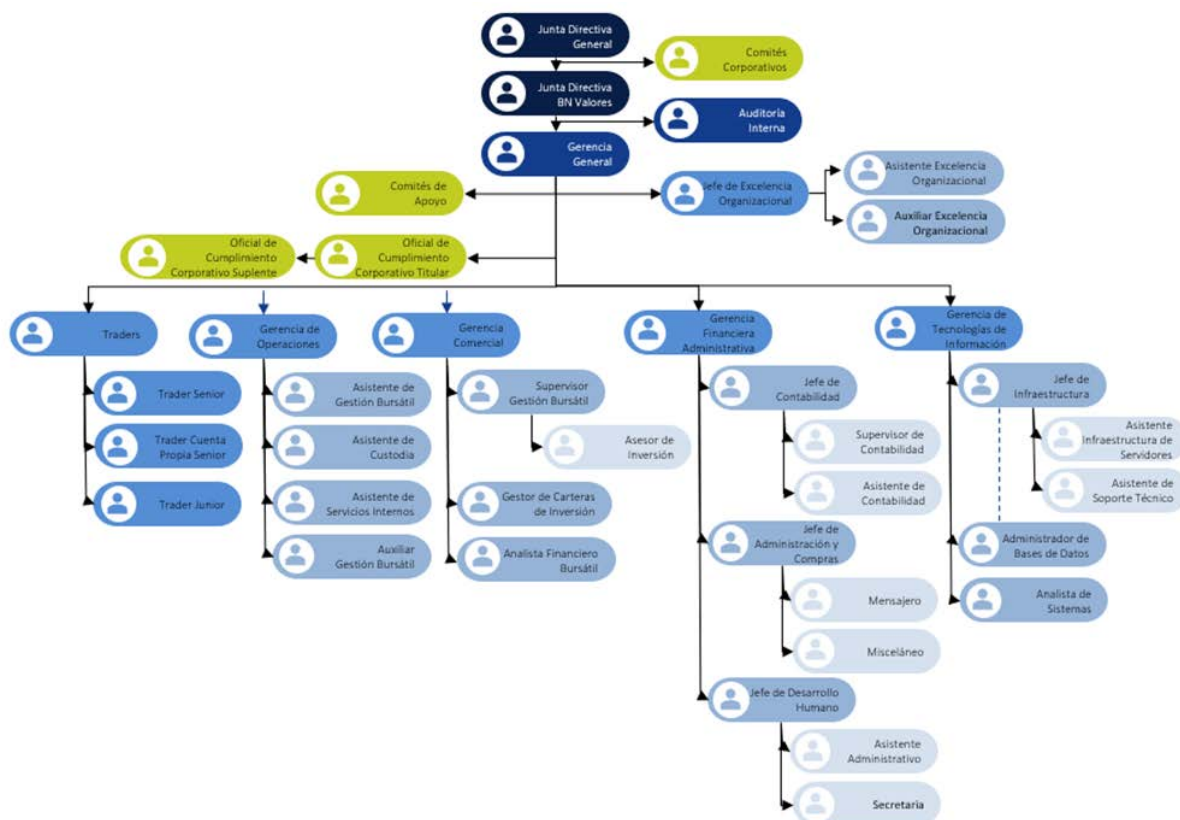 Junta Directiva
General
Comités
Corporativos
Junta Directiva
BN Valores
Auditoría
Interna
Gerencia
General
Comités de
Apoyo
Jefe de Excelencia
Organizacional
Asistente Excelencia
Organizacional
Auxiliar Excelencia
Organizacional
Oficial de
Cumplimiento
Corporativo Suplente
Oficial de
Cumplimiento
Corporativo Titular
Traders
Trader Senior
Trader Cuenta
Propia Senior
Trader Junior
Gerencia de
Operaciones
Asistente de
Gestión Bursátil
Asistente de
Custodia
Asistente de
Servicios Internos
Auxiliar
Gestión Bursátil
Gerencia
Comercial
Supervisor
Gestión Bursátil
Asesor de
Inversión
Gestor de Carteras
de Inversión
Analista Financiero
Bursátil
Gerencia
Financiera
Administrativa
Jefe de
Contabilidad
Supervisor de
Contabilidad
Asistente de
Contabilidad
Jefe de
Administración y
Compras
Mensajero
Misceláneo
Jefe de Desarrollo
Humano
Asistente
Administrativo
Secretaria
Gerencia de
Tecnologías de
Información
Jefe de
Infraestructura
Asistente
Infraestructura de
Servidores
Asistente de
Soporte Técnico
Administrador de
Bases de Datos
Analista de
Sistemas